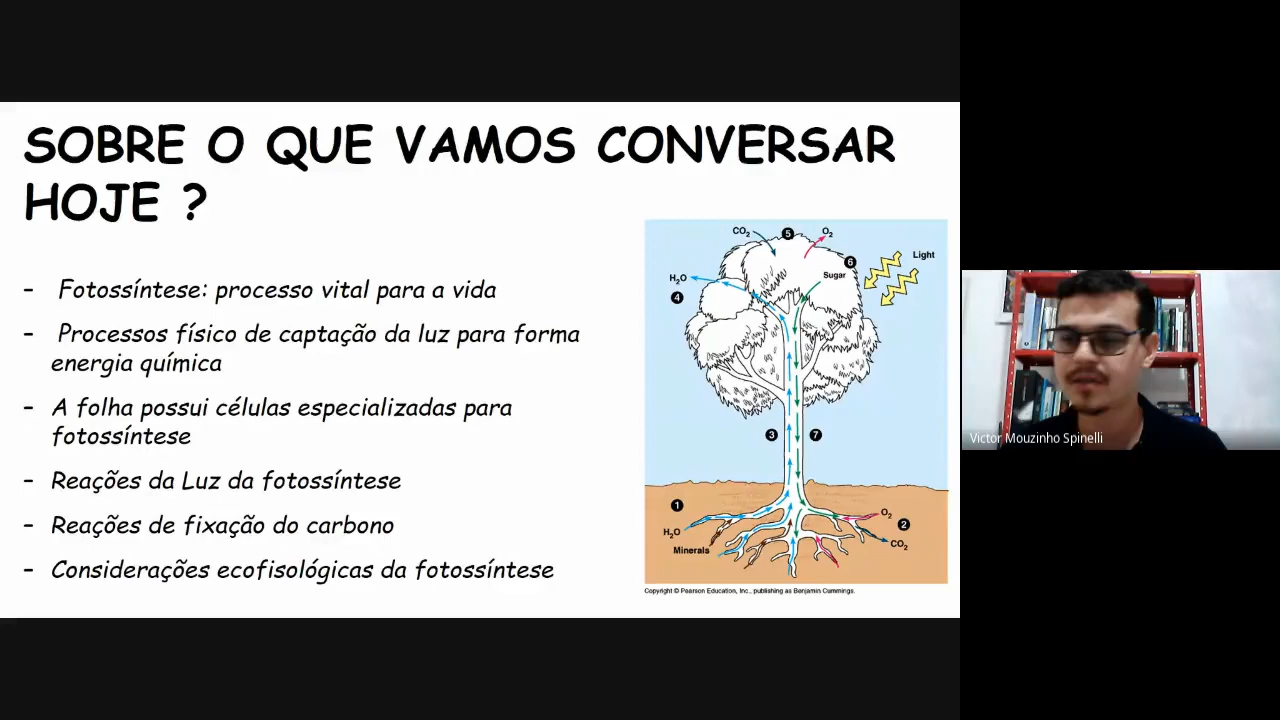 SOBRE O QUE VAMOS CONVERSAR
HOJE ?
- Fotossíntese: processo vital para a vida
- Processos físico de captação da luz para forma
energia química
- A folha possui células especializadas para
fotossíntese
- Reações da Luz da fotossíntese
- Reações de fixação do carbono
- Considerações ecofisológicas da fotossíntese
CO₂
5
O₂
Light
6
Sugar
H₂O
4
3
7
1
O₂
2
H₂O
CO₂
Minerals
Copyright © Pearson Education, Inc., publishing as Benjamin Cummings.
Victor Mouzinho Spinelli